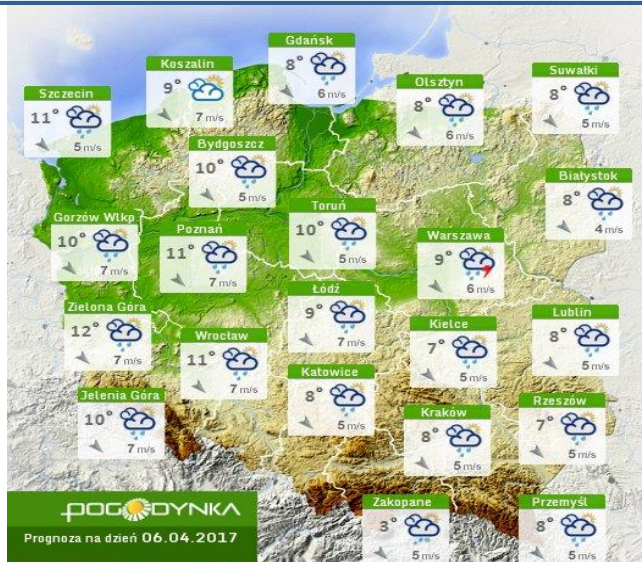 Gdańsk
8°
6 m/s
Koszalin
9°
7 m/s
Suwałki
8°
5 m/s
Olsztyn
8°
6 m/s
Szczecin
11°
5 m/s
Bydgoszcz
10°
5 m/s
Białystok
8°
4 m/s
Toruń
10°
5 m/s
Gorzów Wlkp
10°
7 m/s
Poznań
11°
7 m/s
Warszawa
9°
6 m/s
Łódź
9°
7 m/s
Zielona Góra
12°
7 m/s
Lublin
8°
5 m/s
Kielce
7°
5 m/s
Wrocław
11°
7 m/s
Katowice
8°
5 m/s
Jelenia Góra
10°
7 m/s
Rzeszów
7°
5 m/s
Kraków
8°
5 m/s
Zakopane
3°
5 m/s
Przemyśl
8°
5 m/s
POGODYNKA
Prognoza na dzień 06.04.2017